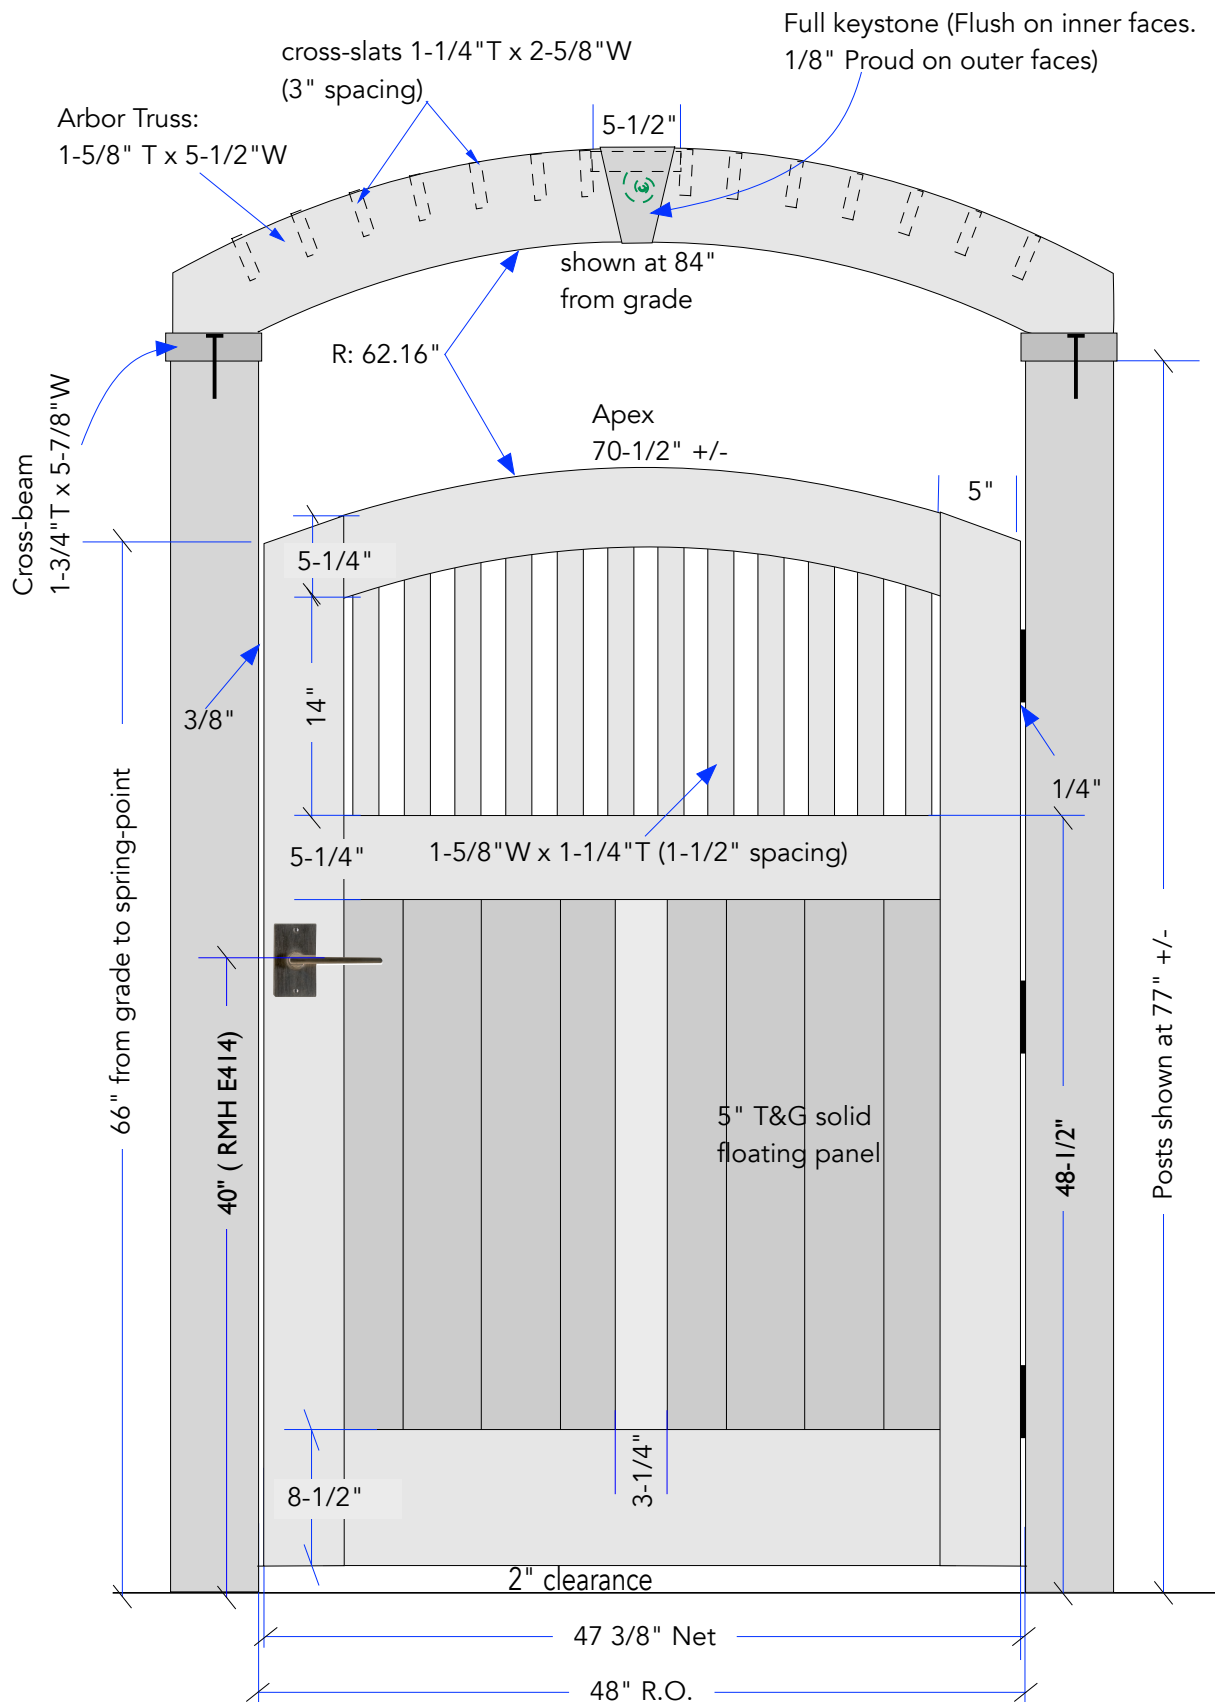 Full keystone (Flush on inner faces.
1/8" Proud on outer faces)
cross-slats 1-1/4"T x 2-5/8"W
(3" spacing)
Arbor Truss:
1-5/8" T x 5-1/2"W
5-1/2"
shown at 84"
from grade
R: 62.16"
Cross-beam
1-3/4"T x 5-7/8"W
Apex
70-1/2" +/-
5"
5-1/4"
14"
3/8"
1/4"
5-1/4"
1-5/8"W x 1-1/4"T (1-1/2" spacing)
66" from grade to spring-point
40" ( RMH E414)
5" T&G solid
floating panel
48-1/2"
Posts shown at 77" +/-
8-1/2"
3-1/4"
2" clearance
47 3/8" Net
48" R.O.